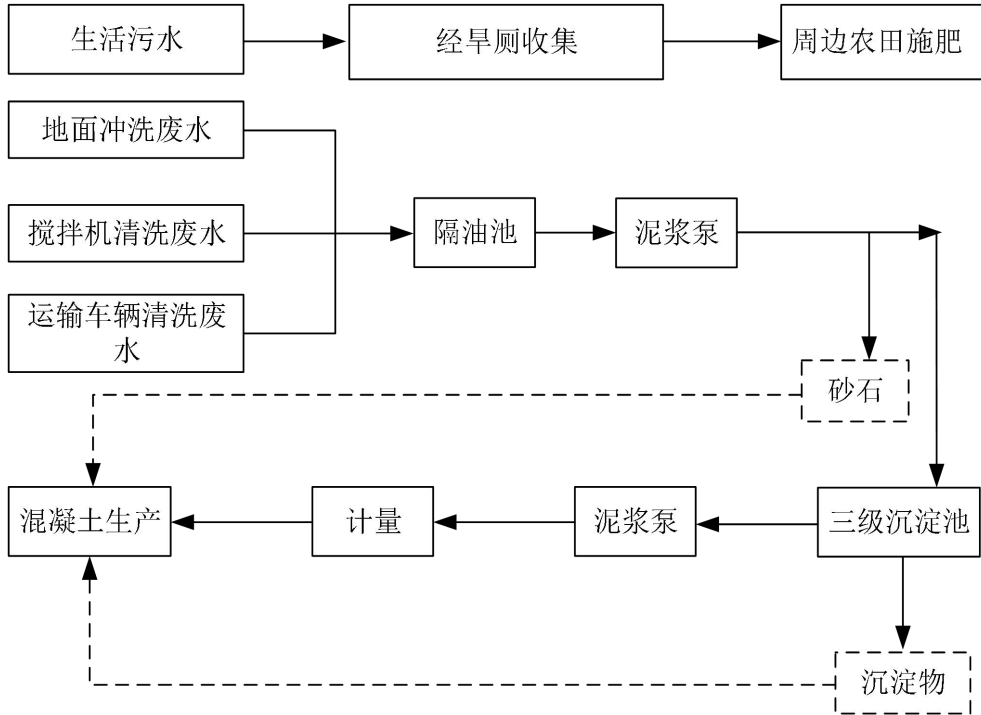 生活污水
经旱厕收集
周边农田施肥
地面冲洗废水
搅拌机清洗废水
隔油池
泥浆泵
运输车辆清洗废
水
砂石
混凝土生产
计量
泥浆泵
三级沉淀池
沉淀物